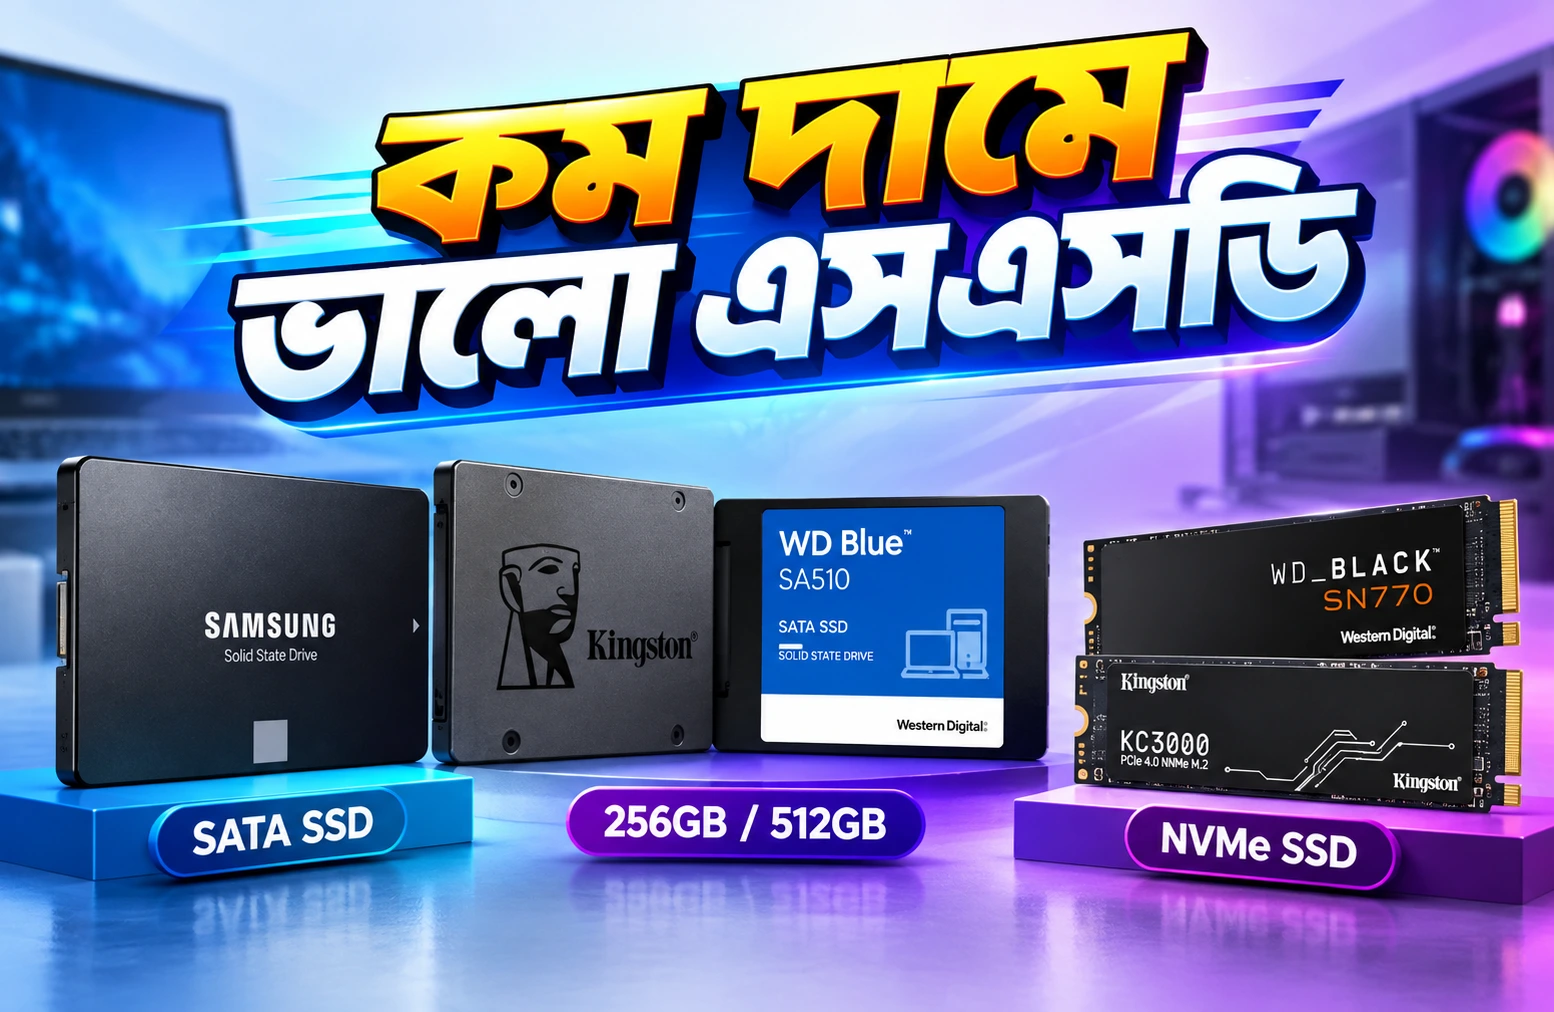 কম দামে
ভালো এসএসডি
SAMSUNG
Solid State Drive
Kingston®
WD Blue™
SA510
SATA SSD
SOLID STATE DRIVE
Western Digital®
WD_BLACK™
SN770
Western Digital®
Kingston®
KC3000
PCIe 4.0 NNMe M.2
Kingston®
SATA SSD
256GB / 512GB
NVMe SSD